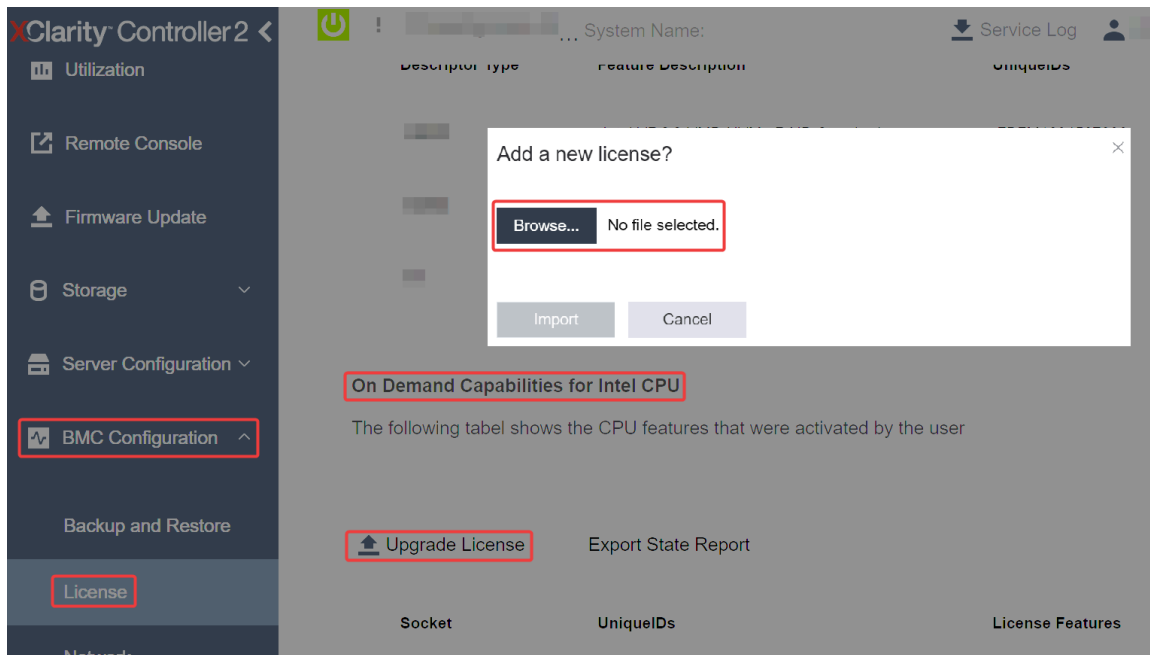 XClarity Controller 2
System Name:
Service Log
Utilization
Descriptor Type Feature Description UniqueIDs
Remote Console
Add a new license?
Firmware Update
Browse... No file selected.
Storage
Import Cancel
Server Configuration
On Demand Capabilities for Intel CPU
BMC Configuration
The following tabel shows the CPU features that were activated by the user
Backup and Restore
Upgrade License Export State Report
License
Socket UniqueIDs License Features